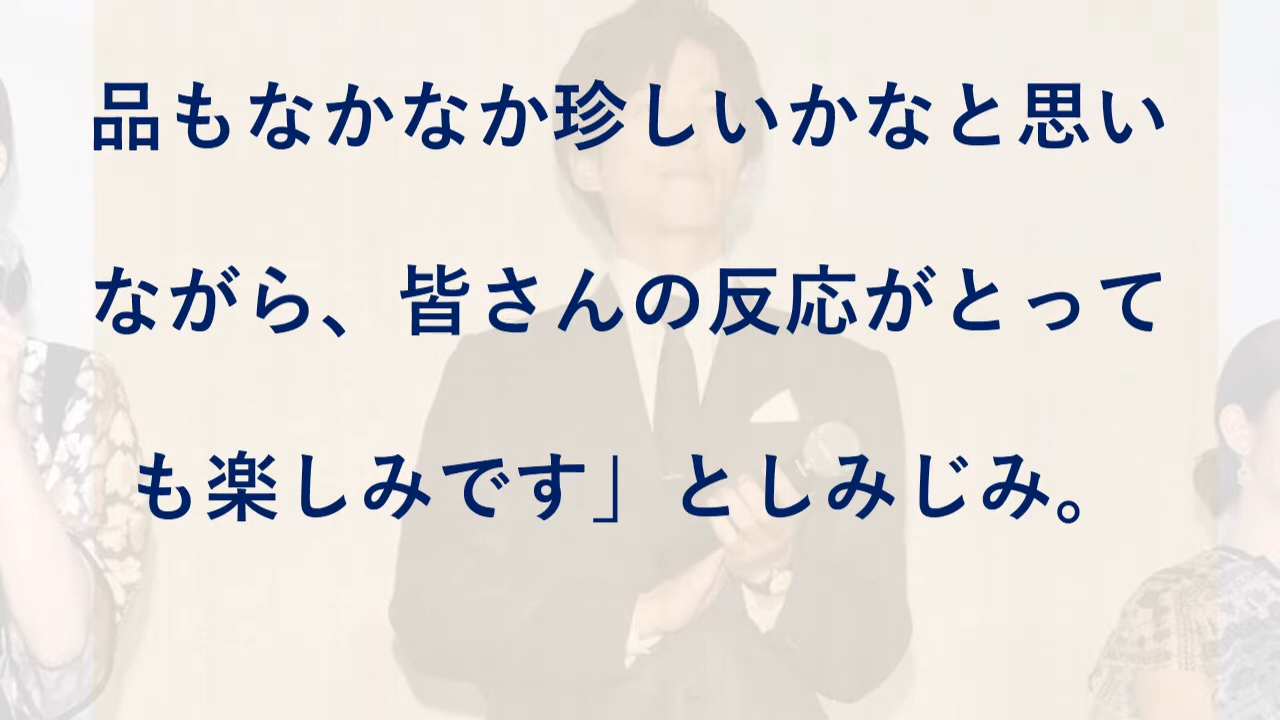 品もなかなか珍しいかなと思い
ながら、皆さんの反応がとって
も楽しみです」としみじみ。